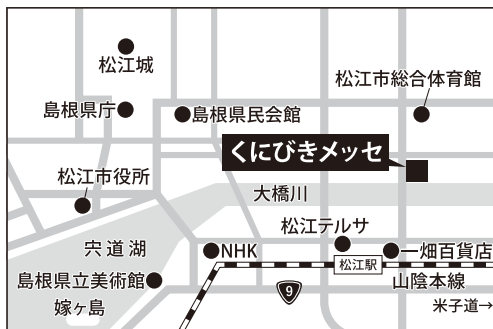 松江城
松江市総合体育館
島根県庁
島根県民会館
くにびきメッセ
松江市役所
大橋川
松江テルサ
宍道湖
NHK
一畑百貨店
松江駅
島根県立美術館
山陰本線
9
嫁ヶ島
米子道→